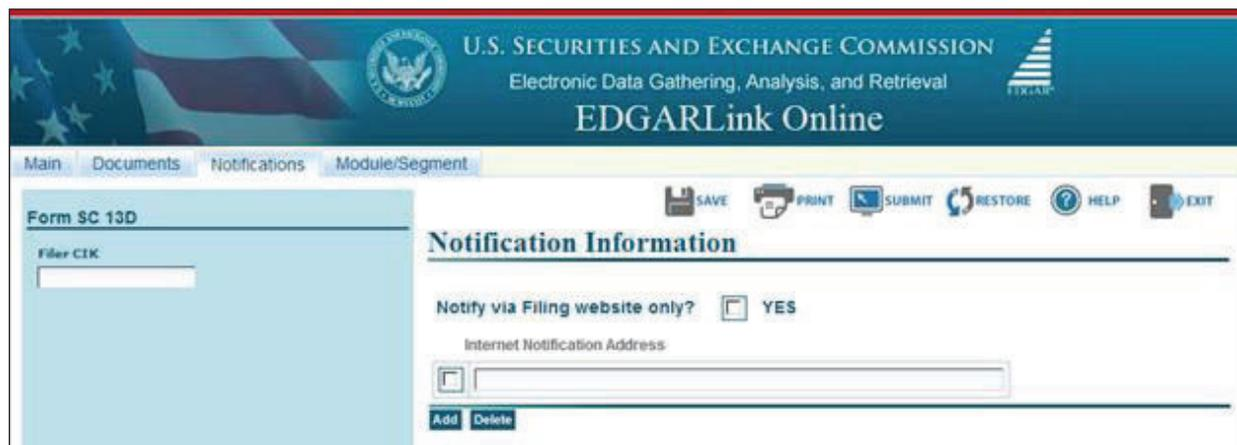 U.S. SECURITIES AND EXCHANGE COMMISSION
Electronic Data Gathering, Analysis, and Retrieval
EDGAR®
EDGARLink Online
Main Documents Notifications Module/Segment
SAVE PRINT SUBMIT RESTORE HELP EXIT
Form SC 13D
Filer CIK
Notification Information
Notify via Filing website only? YES
Internet Notification Address
Add Delete